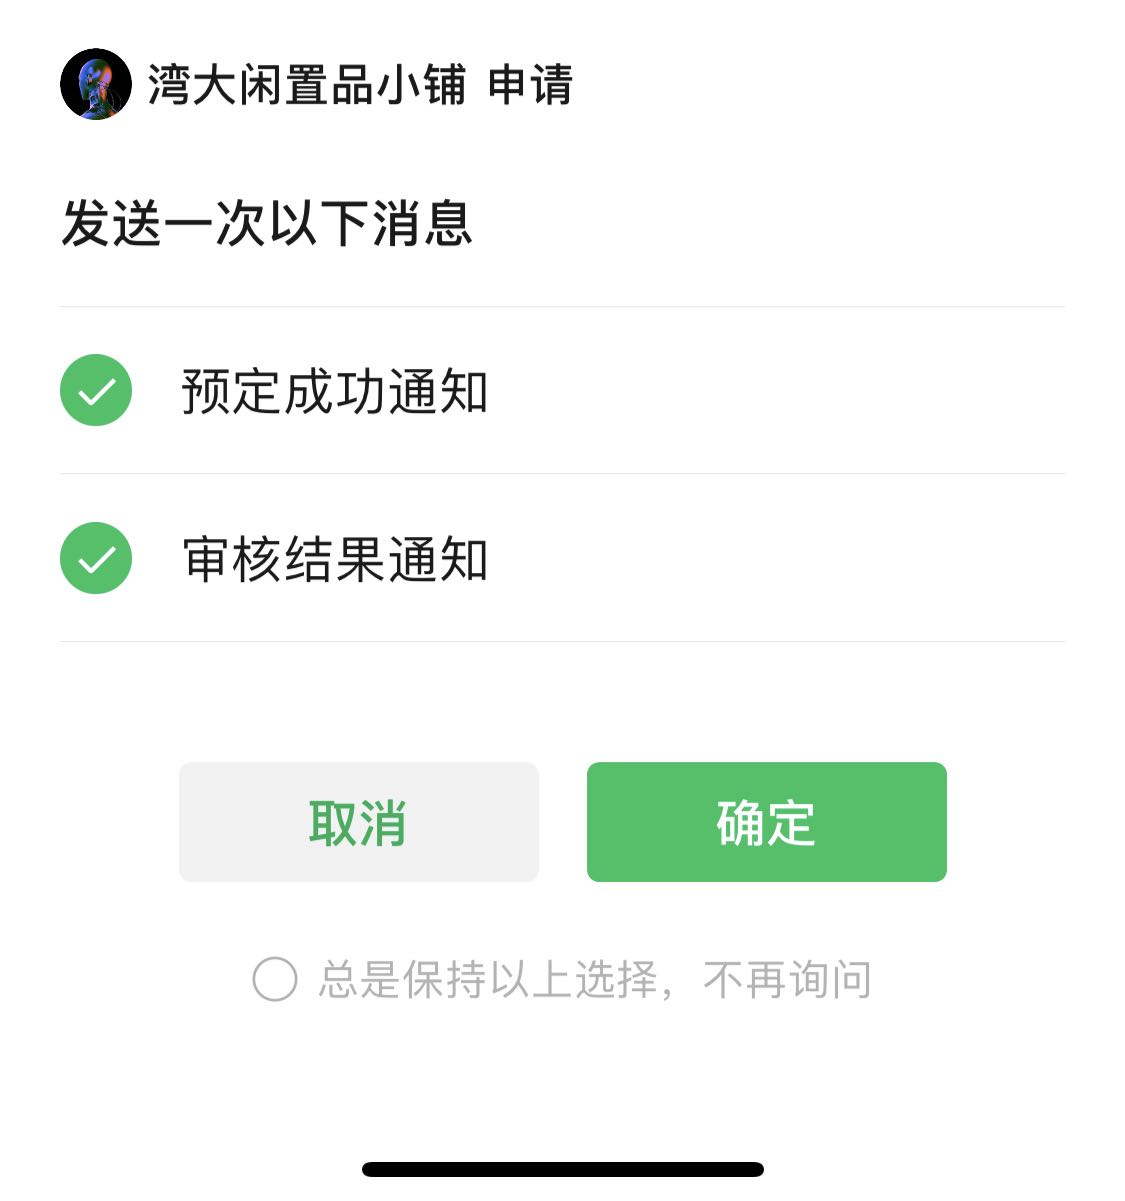 湾大闲置品小铺 申请
发送一次以下消息
预定成功通知
审核结果通知
取消
确定
总是保持以上选择，不再询问